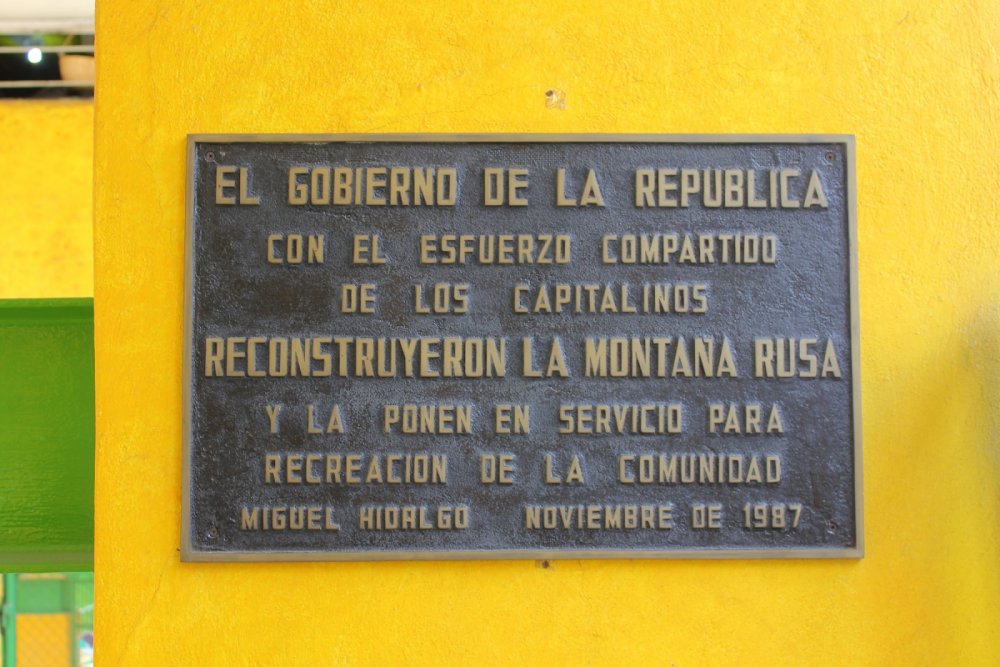 EL GOBIERNO DE LA REPUBLICA
CON EL ESFUERZO COMPARTIDO
DE LOS CAPITALINOS
RECONSTRUYERON LA MONTAÑA RUSA
Y LA PONEN EN SERVICIO PARA
RECREACION DE LA COMUNIDAD
MIGUEL HIDALGO NOVIEMBRE DE 1987